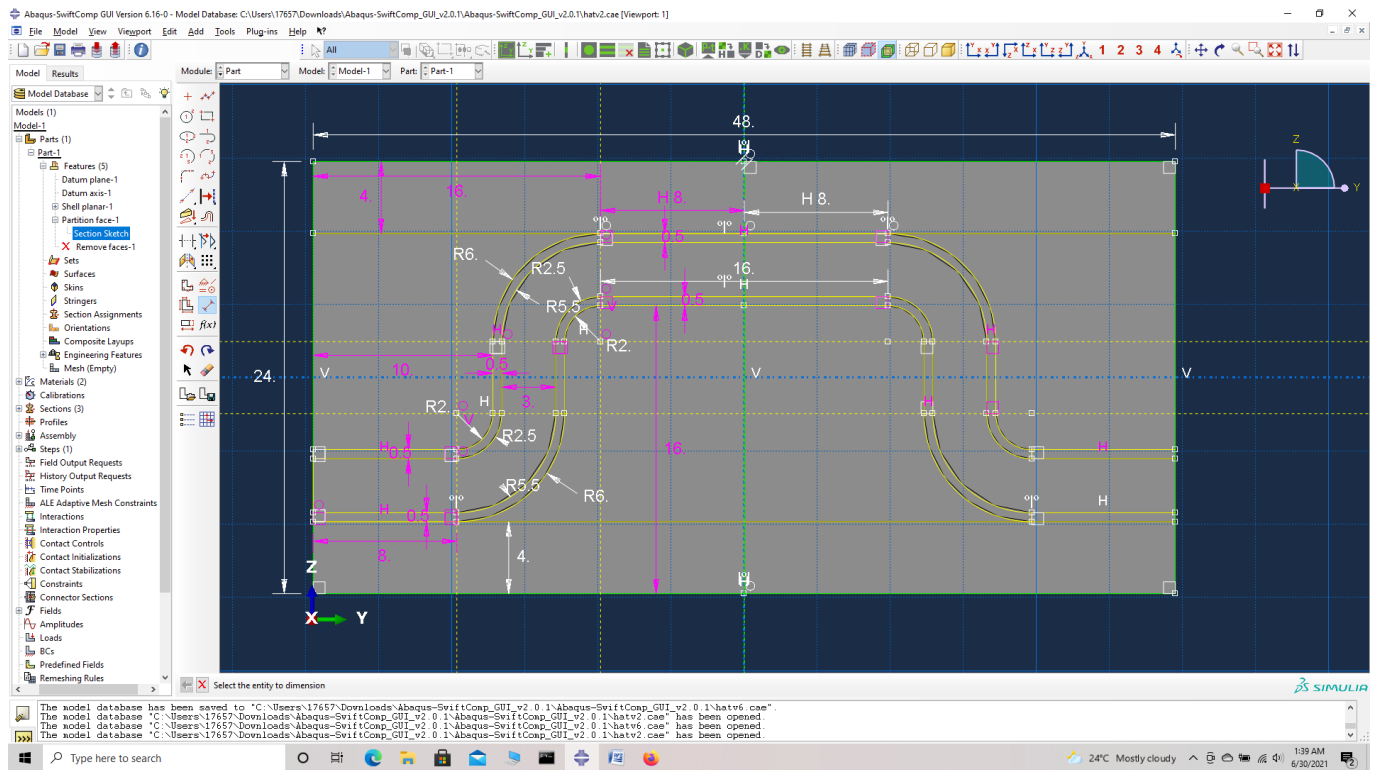 Abaqus-SwiftComp GUI Version 6.16-0 - Model Database: C:\Users\17657\Downloads\Abaqus-SwiftComp_GUI_v2.0.1\Abaqus-SwiftComp_GUI_v2.0.1\hatv2.cae [Viewport: 1]
File Model Viewport Edit Add Tools Plug-ins Help
All
1 2 3 4
Model Results
Module: Part Model: Model-1 Part: Part-1
Model Database
Models (1)
Model-1
Parts (1)
Part-1
Features (5)
Datum plane-1
Datum axis-1
Shell planar-1
Partition face-1
Section Sketch
Remove faces-1
Sets
Surfaces
Skins
Stringers
Section Assignments
Orientations
Composite Layups
Engineering Features
Mesh (Empty)
Materials (2)
Calibrations
Sections (3)
Profiles
Assembly
Steps (1)
Field Output Requests
History Output Requests
Time Points
ALE Adaptive Mesh Constraints
Interactions
Interaction Properties
Contact Controls
Contact Initializations
Contact Stabilizations
Constraints
Connector Sections
Fields
Amplitudes
Loads
BCs
Predefined Fields
Remeshing Rules
f(x)
48.
H
Z
Y
X
4.
16.
H 8.
H 8.
H
0.5
R6.
R2.5
16.
H
R5.5
0.5
V
H
H
R2.
H
24.
V
10.
0.5
V
V
3.
R2.
H
H
H
V
R2.5
H
0.5
16.
H
R5.5
R6.
H
0.5
H
8.
4.
Z
H
X
Y
Select the entity to dimension
SIMULIA
The model database has been saved to "C:\Users\17657\Downloads\Abaqus-SwiftComp_GUI_v2.0.1\Abaqus-SwiftComp_GUI_v2.0.1\hatv6.cae".
The model database "C:\Users\17657\Downloads\Abaqus-SwiftComp_GUI_v2.0.1\Abaqus-SwiftComp_GUI_v2.0.1\hatv2.cae" has been opened.
The model database "C:\Users\17657\Downloads\Abaqus-SwiftComp_GUI_v2.0.1\Abaqus-SwiftComp_GUI_v2.0.1\hatv6.cae" has been opened.
The model database "C:\Users\17657\Downloads\Abaqus-SwiftComp_GUI_v2.0.1\Abaqus-SwiftComp_GUI_v2.0.1\hatv2.cae" has been opened.
Type here to search
24°C Mostly cloudy
1:39 AM
6/30/2021
2